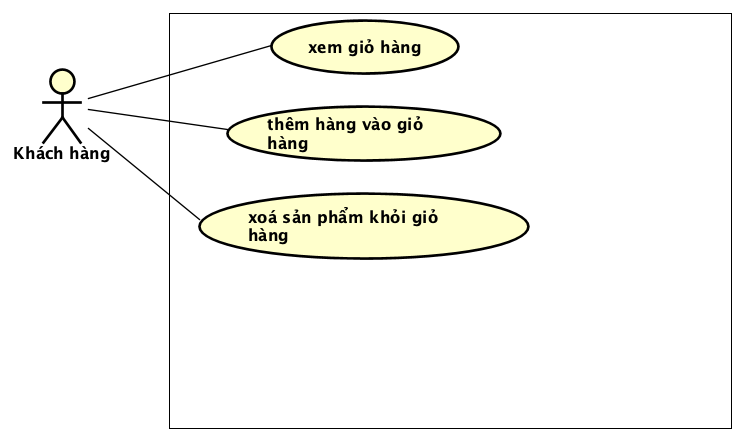 xem giỏ hàng
thêm hàng vào giỏ
hàng
Khách hàng
xoá sản phẩm khỏi giỏ
hàng